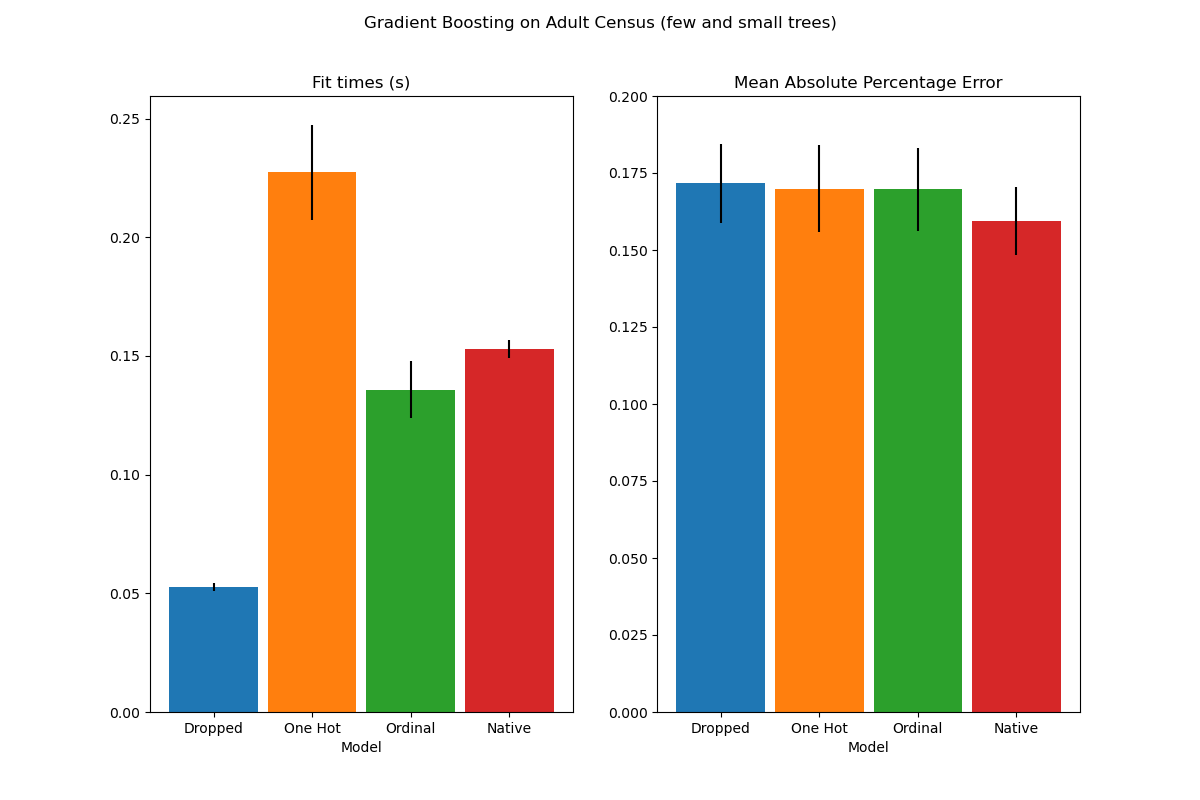 Gradient Boosting on Adult Census (few and small trees)
Fit times (s)
0.25
0.20
0.15
0.10
0.05
0.00
Dropped One Hot Ordinal Native
Model
Mean Absolute Percentage Error
0.200
0.175
0.150
0.125
0.100
0.075
0.050
0.025
0.000
Dropped One Hot Ordinal Native
Model